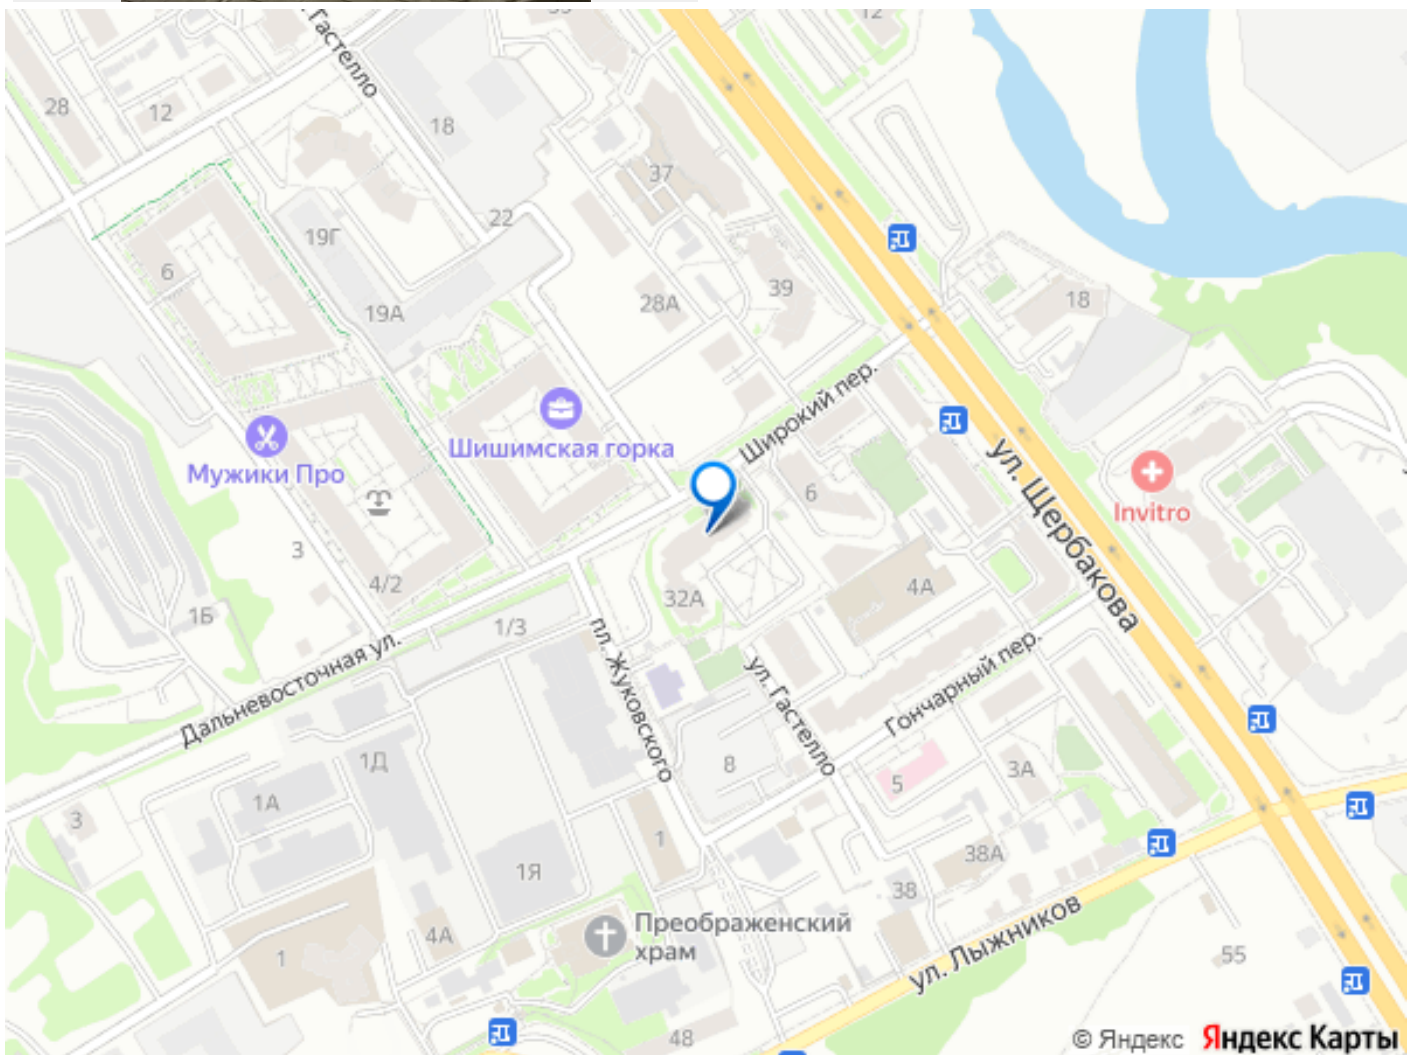 ул. Гастелло
12
28
12
18
37
22
19Г
6
28А
39
18
19А
Широкий пер.
Шишимская горка
Мужики Про
6
ул. Щербакова
Invitro
3
4/2
1Б
32А
4А
1/3
Дальневосточная ул.
пл. Жуковского
ул. Гастелло
Гончарный пер.
1Д
8
5
3А
1А
3
1
1Я
38А
38
Преображенский
храм
4А
1
ул. Лыжников
55
48
© Яндекс Яндекс Карты